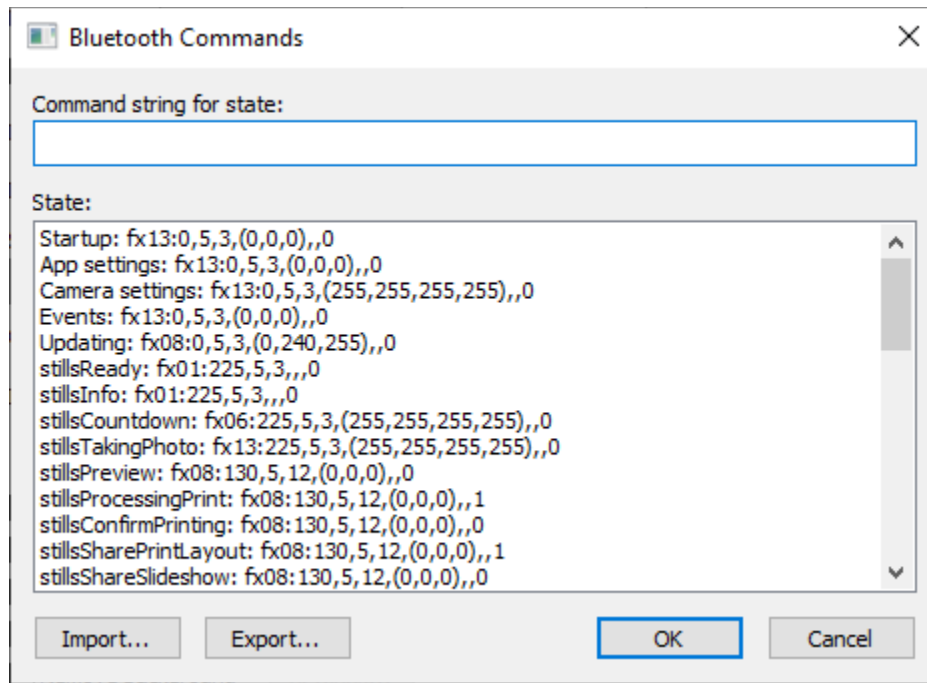 Bluetooth Commands
Command string for state:
State:
Startup: fx13:0,5,3,(0,0,0),,0
App settings: fx13:0,5,3,(0,0,0),,0
Camera settings: fx13:0,5,3,(255,255,255,255),,0
Events: fx13:0,5,3,(0,0,0),,0
Updating: fx08:0,5,3,(0,240,255),,0
stillsReady: fx01:225,5,3,,,0
stillsInfo: fx01:225,5,3,,,0
stillsCountdown: fx06:225,5,3,(255,255,255,255),,0
stillsTakingPhoto: fx13:225,5,3,(255,255,255,255),,0
stillsPreview: fx08:130,5,12,(0,0,0),,0
stillsProcessingPrint: fx08:130,5,12,(0,0,0),,1
stillsConfirmPrinting: fx08:130,5,12,(0,0,0),,0
stillsSharePrintLayout: fx08:130,5,12,(0,0,0),,1
stillsShareSlideshow: fx08:130,5,12,(0,0,0),,0
Import... Export... OK Cancel